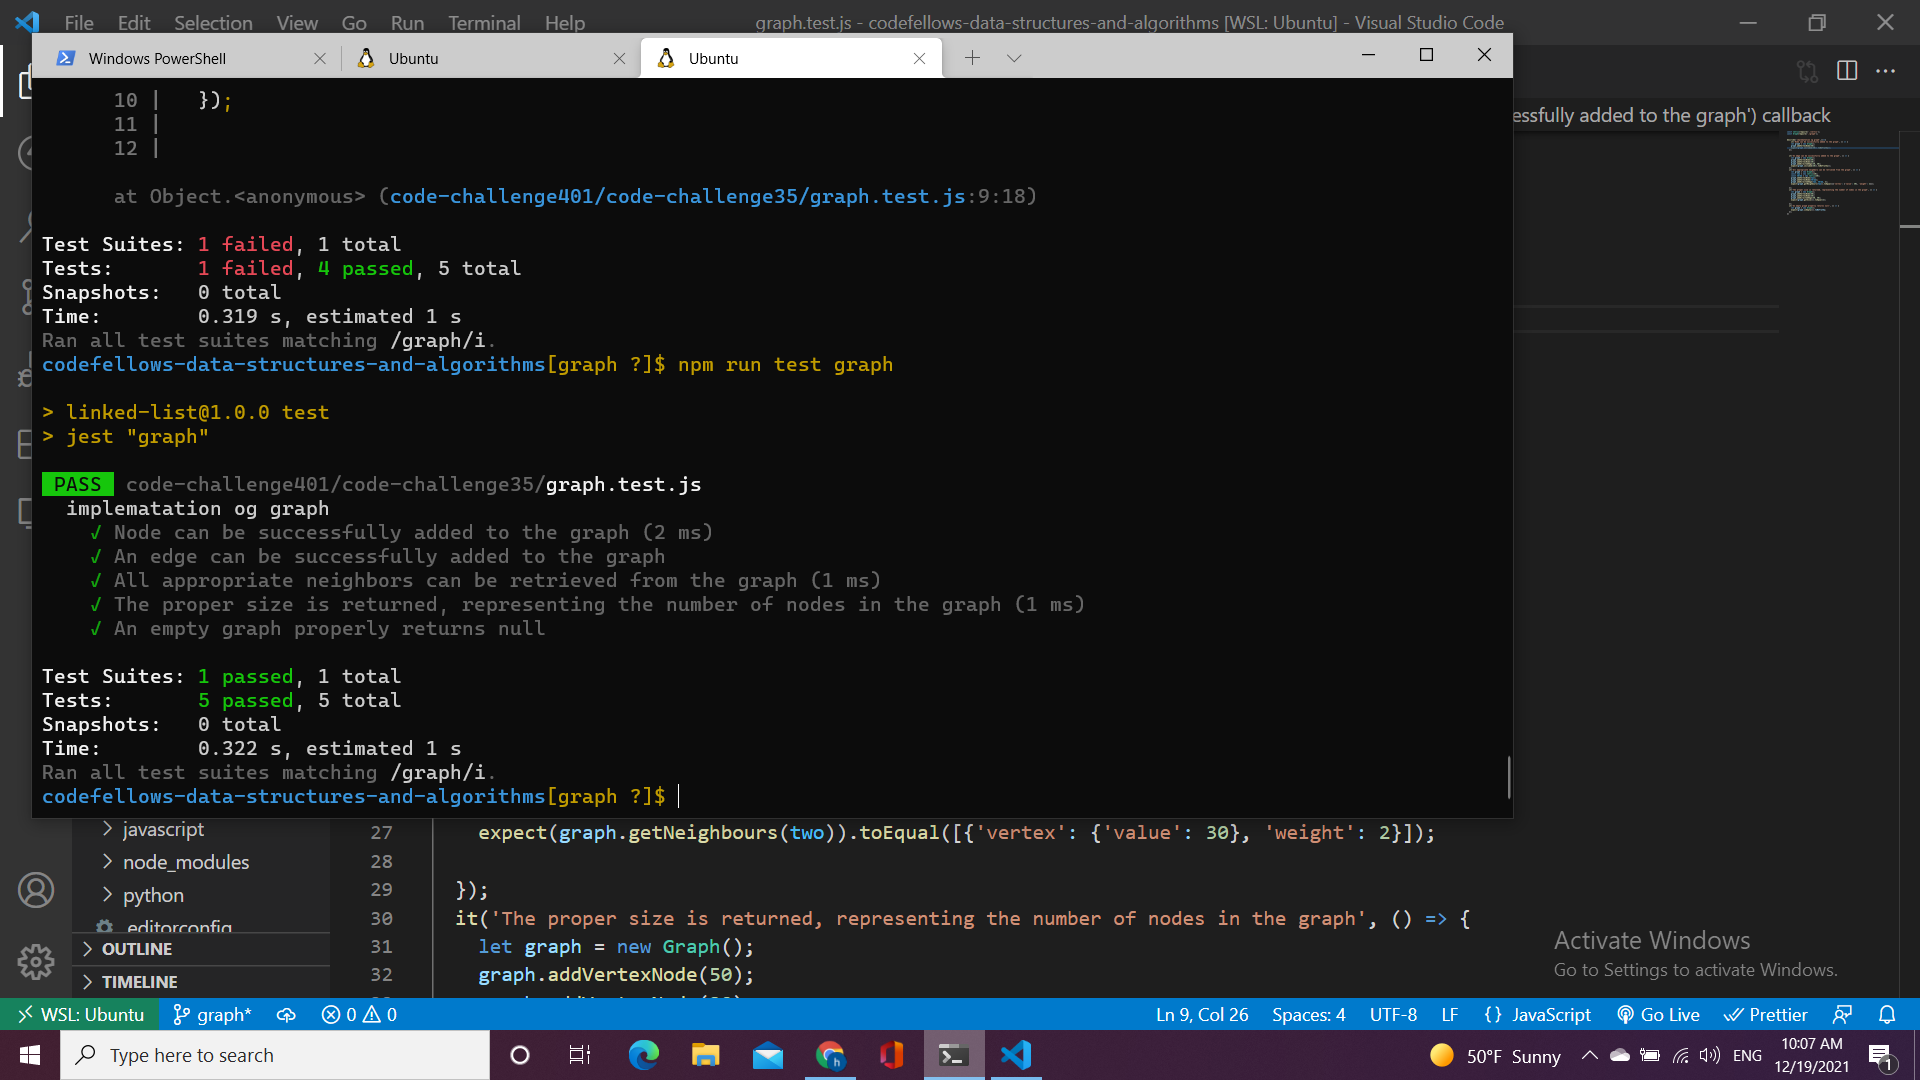 File Edit Selection View Go Run Terminal Help graph.test.js - codefellows-data-structures-and-algorithms [WSL: Ubuntu] - Visual Studio Code
Windows PowerShell Ubuntu Ubuntu
essfully added to the graph') callback
10 | });
11 |
12 |
at Object.<anonymous> (code-challenge401/code-challenge35/graph.test.js:9:18)
Test Suites: 1 failed, 1 total
Tests: 1 failed, 4 passed, 5 total
Snapshots: 0 total
Time: 0.319 s, estimated 1 s
Ran all test suites matching /graph/i.
codefellows-data-structures-and-algorithms[graph ?]$ npm run test graph
> linked-list@1.0.0 test
> jest "graph"
PASS code-challenge401/code-challenge35/graph.test.js
implematation og graph
√ Node can be successfully added to the graph (2 ms)
√ An edge can be successfully added to the graph
√ All appropriate neighbors can be retrieved from the graph (1 ms)
√ The proper size is returned, representing the number of nodes in the graph (1 ms)
√ An empty graph properly returns null
Test Suites: 1 passed, 1 total
Tests: 5 passed, 5 total
Snapshots: 0 total
Time: 0.322 s, estimated 1 s
Ran all test suites matching /graph/i.
codefellows-data-structures-and-algorithms[graph ?]$
javascript
node_modules
python
.editorconfig
OUTLINE
TIMELINE
27 expect(graph.getNeighbours(two)).toEqual([{'vertex': {'value': 30}, 'weight': 2}]);
28
29 });
30 it('The proper size is returned, representing the number of nodes in the graph', () => {
31 let graph = new Graph();
32 graph.addVertexNode(50);
Activate Windows
Go to Settings to activate Windows.
WSL: Ubuntu graph* 0 0 Ln 9, Col 26 Spaces: 4 UTF-8 LF {} JavaScript Go Live Prettier
Type here to search
50°F Sunny ENG
10:07 AM
12/19/2021
1